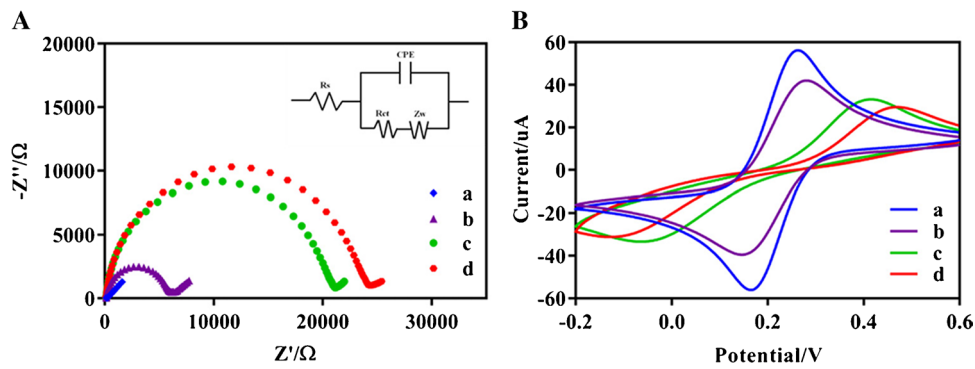 A
20000
15000
10000
5000
0
-Z''/Ω
0
10000
20000
30000
Z'/Ω
CPE
Rs
Rct
Zw
a
b
c
d
B
60
40
20
0
-20
-40
-60
Current/uA
-0.2
0.0
0.2
0.4
0.6
Potential/V
a
b
c
d